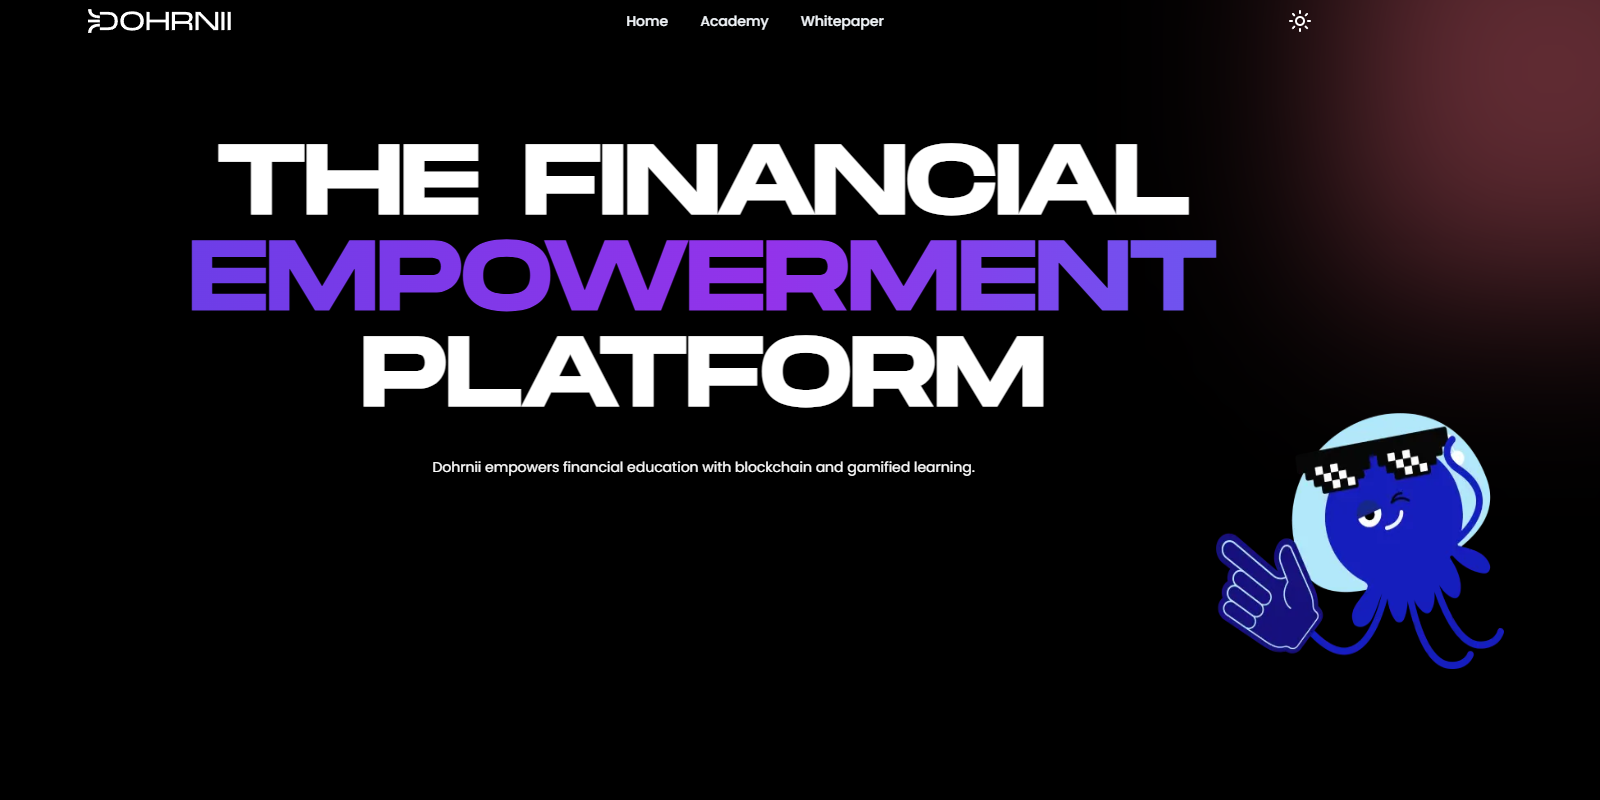 DOHRNII
Home Academy Whitepaper
THE FINANCIAL
EMPOWERMENT
PLATFORM
Dohrnii empowers financial education with blockchain and gamified learning.